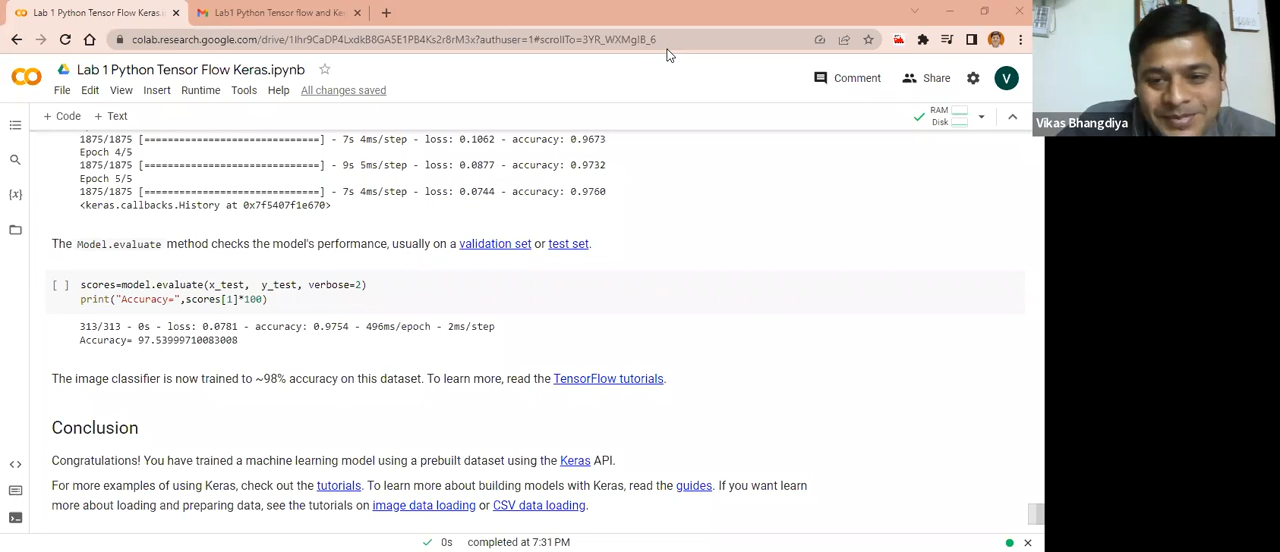 Lab 1 Python Tensor Flow Keras.i
Lab1 Python Tensor flow and Ker
colab.research.google.com/drive/1Ihr9CaDPALxdkB8GA5E1PB4Ks2r8rM3x?authuser=1#scrollTo=3YR_WXMgIB_6
Lab 1 Python Tensor Flow Keras.ipynb
Comment
Share
V
File Edit View Insert Runtime Tools Help All changes saved
+ Code + Text
RAM
Disk
1875/1875 [==============================] - 7s 4ms/step - loss: 0.1062 - accuracy: 0.9673
Epoch 4/5
1875/1875 [==============================] - 9s 5ms/step - loss: 0.0877 - accuracy: 0.9732
Epoch 5/5
1875/1875 [==============================] - 7s 4ms/step - loss: 0.0744 - accuracy: 0.9760
<keras.callbacks.History at 0x7f5407f1e670>
The Model.evaluate method checks the model's performance, usually on a validation set or test set.
[ ] scores=model.evaluate(x_test, y_test, verbose=2)
print("Accuracy=",scores[1]*100)
313/313 - 0s - loss: 0.0781 - accuracy: 0.9754 - 496ms/epoch - 2ms/step
Accuracy= 97.53999710083008
The image classifier is now trained to ~98% accuracy on this dataset. To learn more, read the TensorFlow tutorials.
Conclusion
Congratulations! You have trained a machine learning model using a prebuilt dataset using the Keras API.
For more examples of using Keras, check out the tutorials. To learn more about building models with Keras, read the guides. If you want learn
more about loading and preparing data, see the tutorials on image data loading or CSV data loading.
0s completed at 7:31 PM
Vikas Bhangdiya